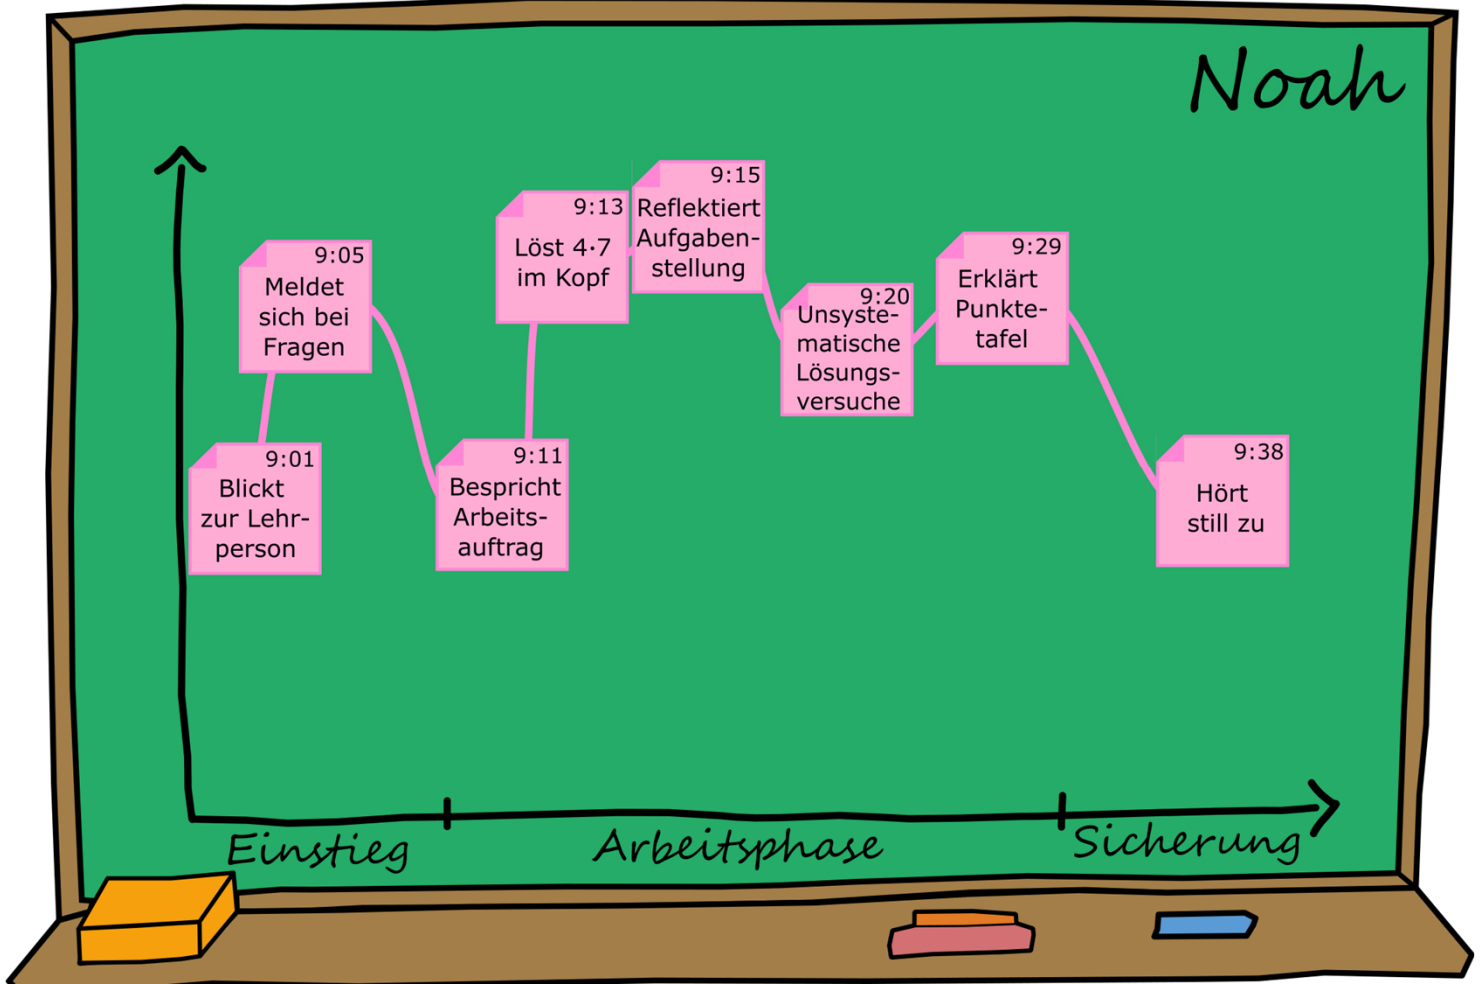 Noah
9:01
Blickt
zur Lehr-
person
9:05
Meldet
sich bei
Fragen
9:11
Bespricht
Arbeits-
auftrag
9:13
Löst 4·7
im Kopf
9:15
Reflektiert
Aufgaben-
stellung
9:20
Unsyste-
matische
Lösungs-
versuche
9:29
Erklärt
Punkte-
tafel
9:38
Hört
still zu
Einstieg
Arbeitsphase
Sicherung